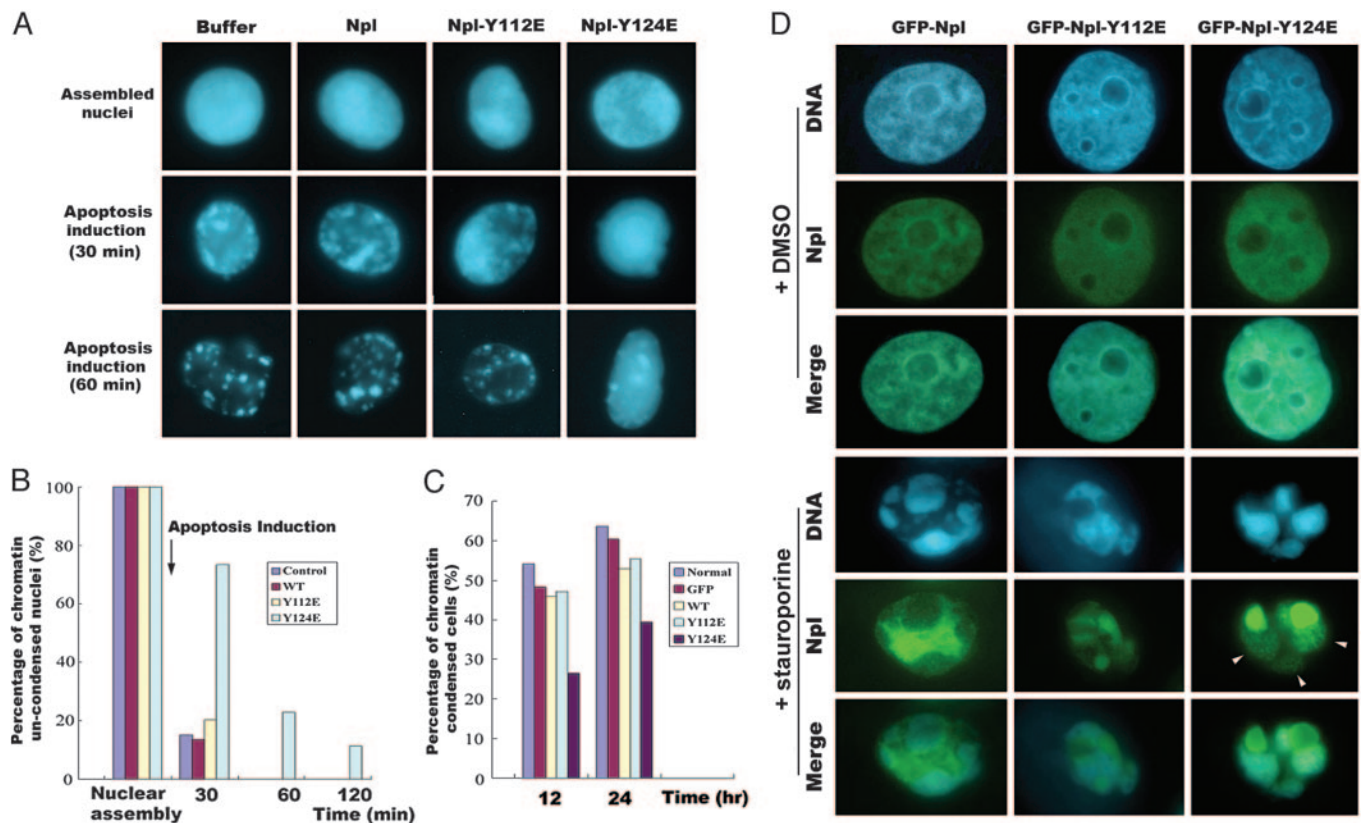 A
Buffer Npl Npl-Y112E Npl-Y124E
Assembled
nuclei
Apoptosis
induction
(30 min)
Apoptosis
induction
(60 min)
B
Percentage of chromatin
un-condensed nuclei (%)
100
80
60
40
20
0
Apoptosis Induction
Control
WT
Y112E
Y124E
Nuclear
assembly
30 60 120
Time (min)
C
Percentage of chromatin
condensed cells (%)
70
60
50
40
30
20
10
0
Normal
GFP
WT
Y112E
Y124E
12 24 Time (hr)
D
GFP-Npl GFP-Npl-Y112E GFP-Npl-Y124E
+ DMSO
DNA
Npl
Merge
+ stauroporine
DNA
Npl
Merge